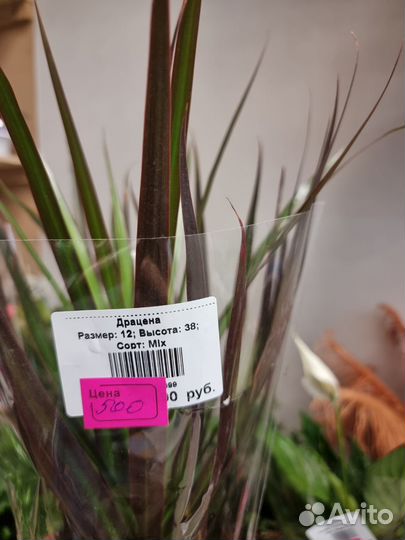 Драцена
Размер: 12; Высота: 38;
Сорт: Mix
руб.
Цена
500
Avito